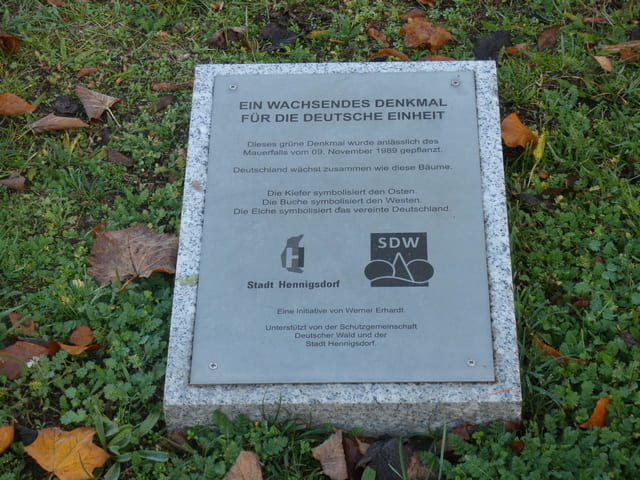 EIN WACHSENDES DENKMAL
FÜR DIE DEUTSCHE EINHEIT
Dieses grüne Denkmal wurde anlässlich des
Mauerfalls vom 09. November 1989 gepflanzt.
Deutschland wächst zusammen wie diese Bäume.
Die Kiefer symbolisiert den Osten.
Die Buche symbolisiert den Westen.
Die Eiche symbolisiert das vereinte Deutschland.
SDW
Stadt Hennigsdorf
Eine Initiative von Werner Erhardt.
Unterstützt von der Schutzgemeinschaft
Deutscher Wald und der
Stadt Hennigsdorf.